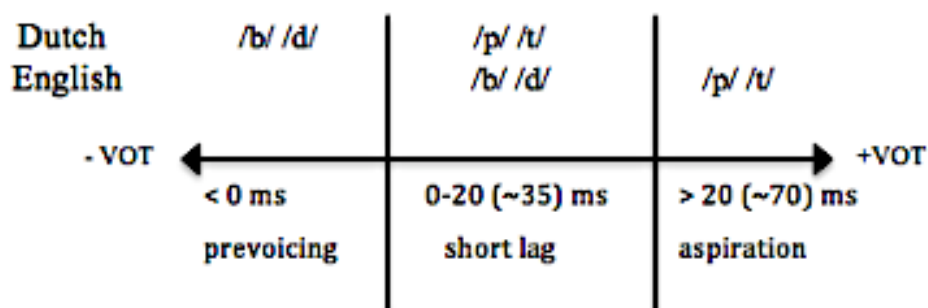 Dutch /b/ /d/ /p/ /t/
English /b/ /d/ /p/ /t/
- VOT +VOT
< 0 ms 0-20 (~35) ms > 20 (~70) ms
prevoicing short lag aspiration